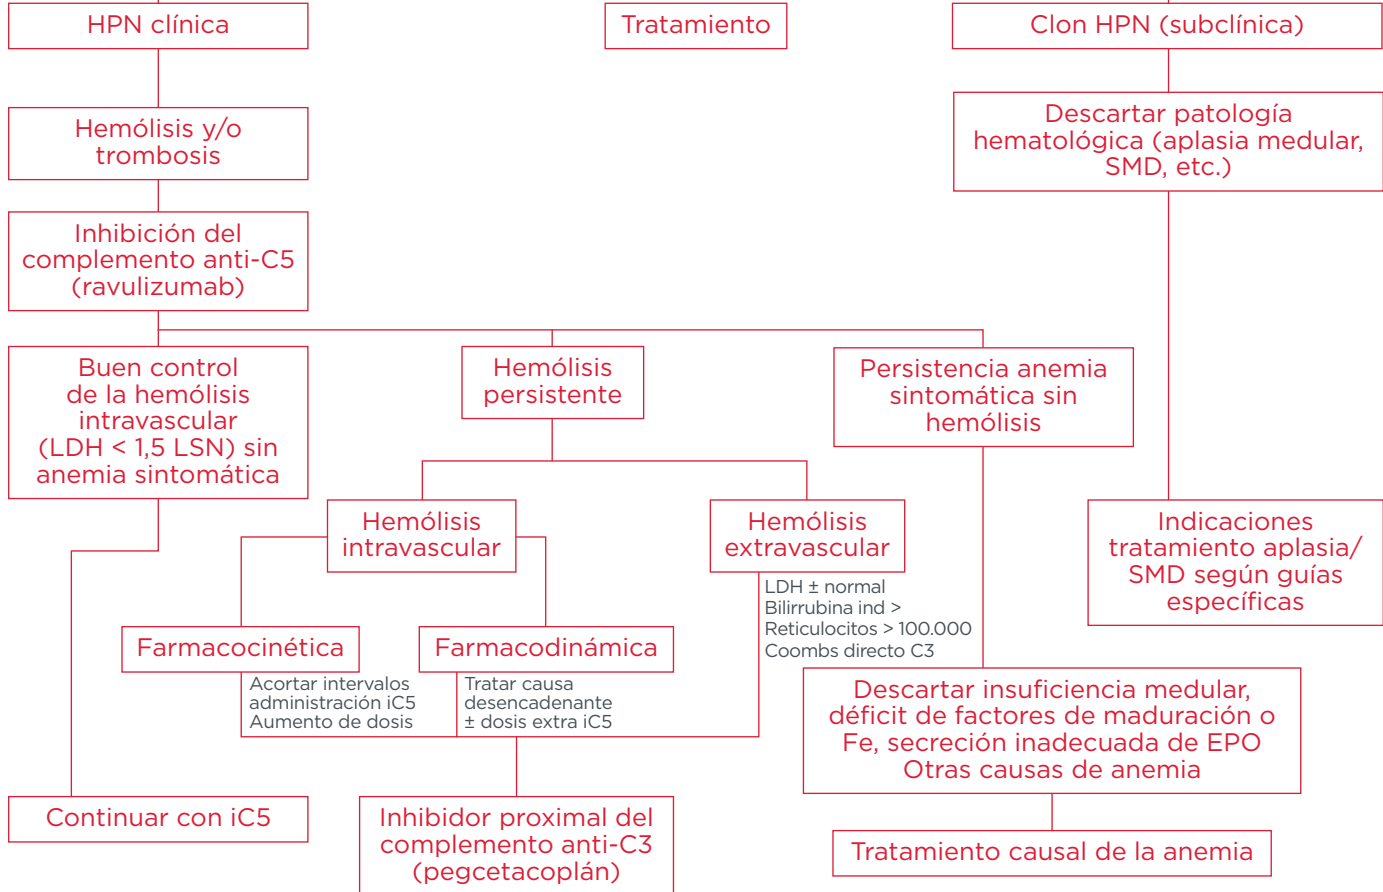 HPN clínica
Tratamiento
Clon HPN (subclínica)
Hemólisis y/o
trombosis
Descartar patología
hematológica (aplasia medular,
SMD, etc.)
Inhibición del
complemento anti-C5
(ravulizumab)
Buen control
de la hemólisis
intravascular
(LDH < 1,5 LSN) sin
anemia sintomática
Hemólisis
persistente
Persistencia anemia
sintomática sin
hemólisis
Hemólisis
intravascular
Hemólisis
extravascular
LDH ± normal
Bilirrubina ind >
Reticulocitos > 100.000
Coombs directo C3
Indicaciones
tratamiento aplasia/
SMD según guías
específicas
Farmacocinética
Acortar intervalos
administración iC5
Aumento de dosis
Farmacodinámica
Tratar causa
desencadenante
± dosis extra iC5
Descartar insuficiencia medular,
déficit de factores de maduración o
Fe, secreción inadecuada de EPO
Otras causas de anemia
Continuar con iC5
Inhibidor proximal del
complemento anti-C3
(pegcetacoplán)
Tratamiento causal de la anemia